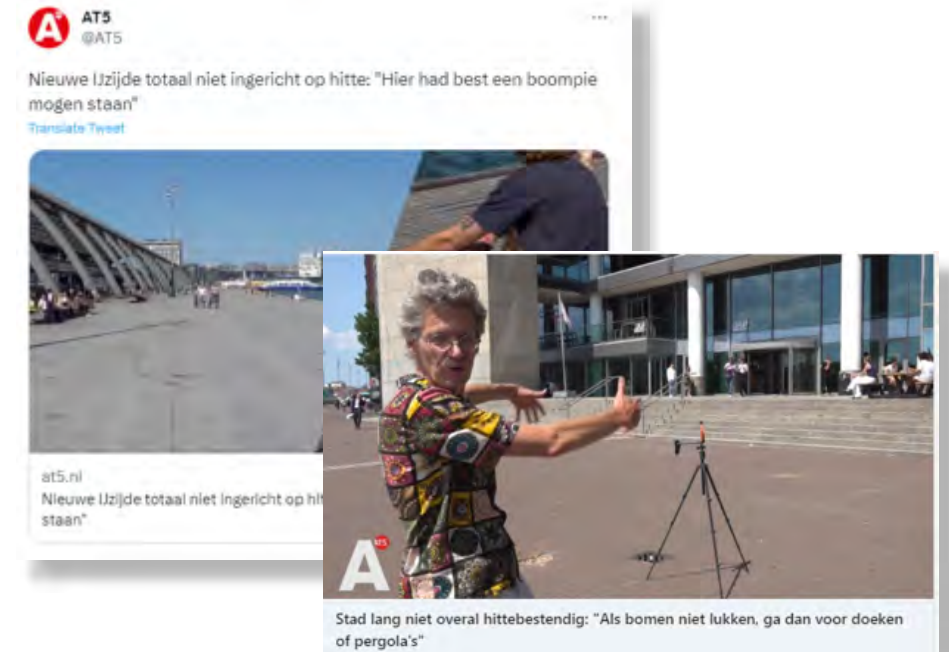 AT5
@AT5
Nieuwe IJzijde totaal niet ingericht op hitte: "Hier had best een boompie
mogen staan"
Translate Tweet
at5.nl
Nieuwe IJzijde totaal niet ingericht op hit
staan"
A AT5
Stad lang niet overal hittebestendig: "Als bomen niet lukken, ga dan voor doeken
of pergola's"